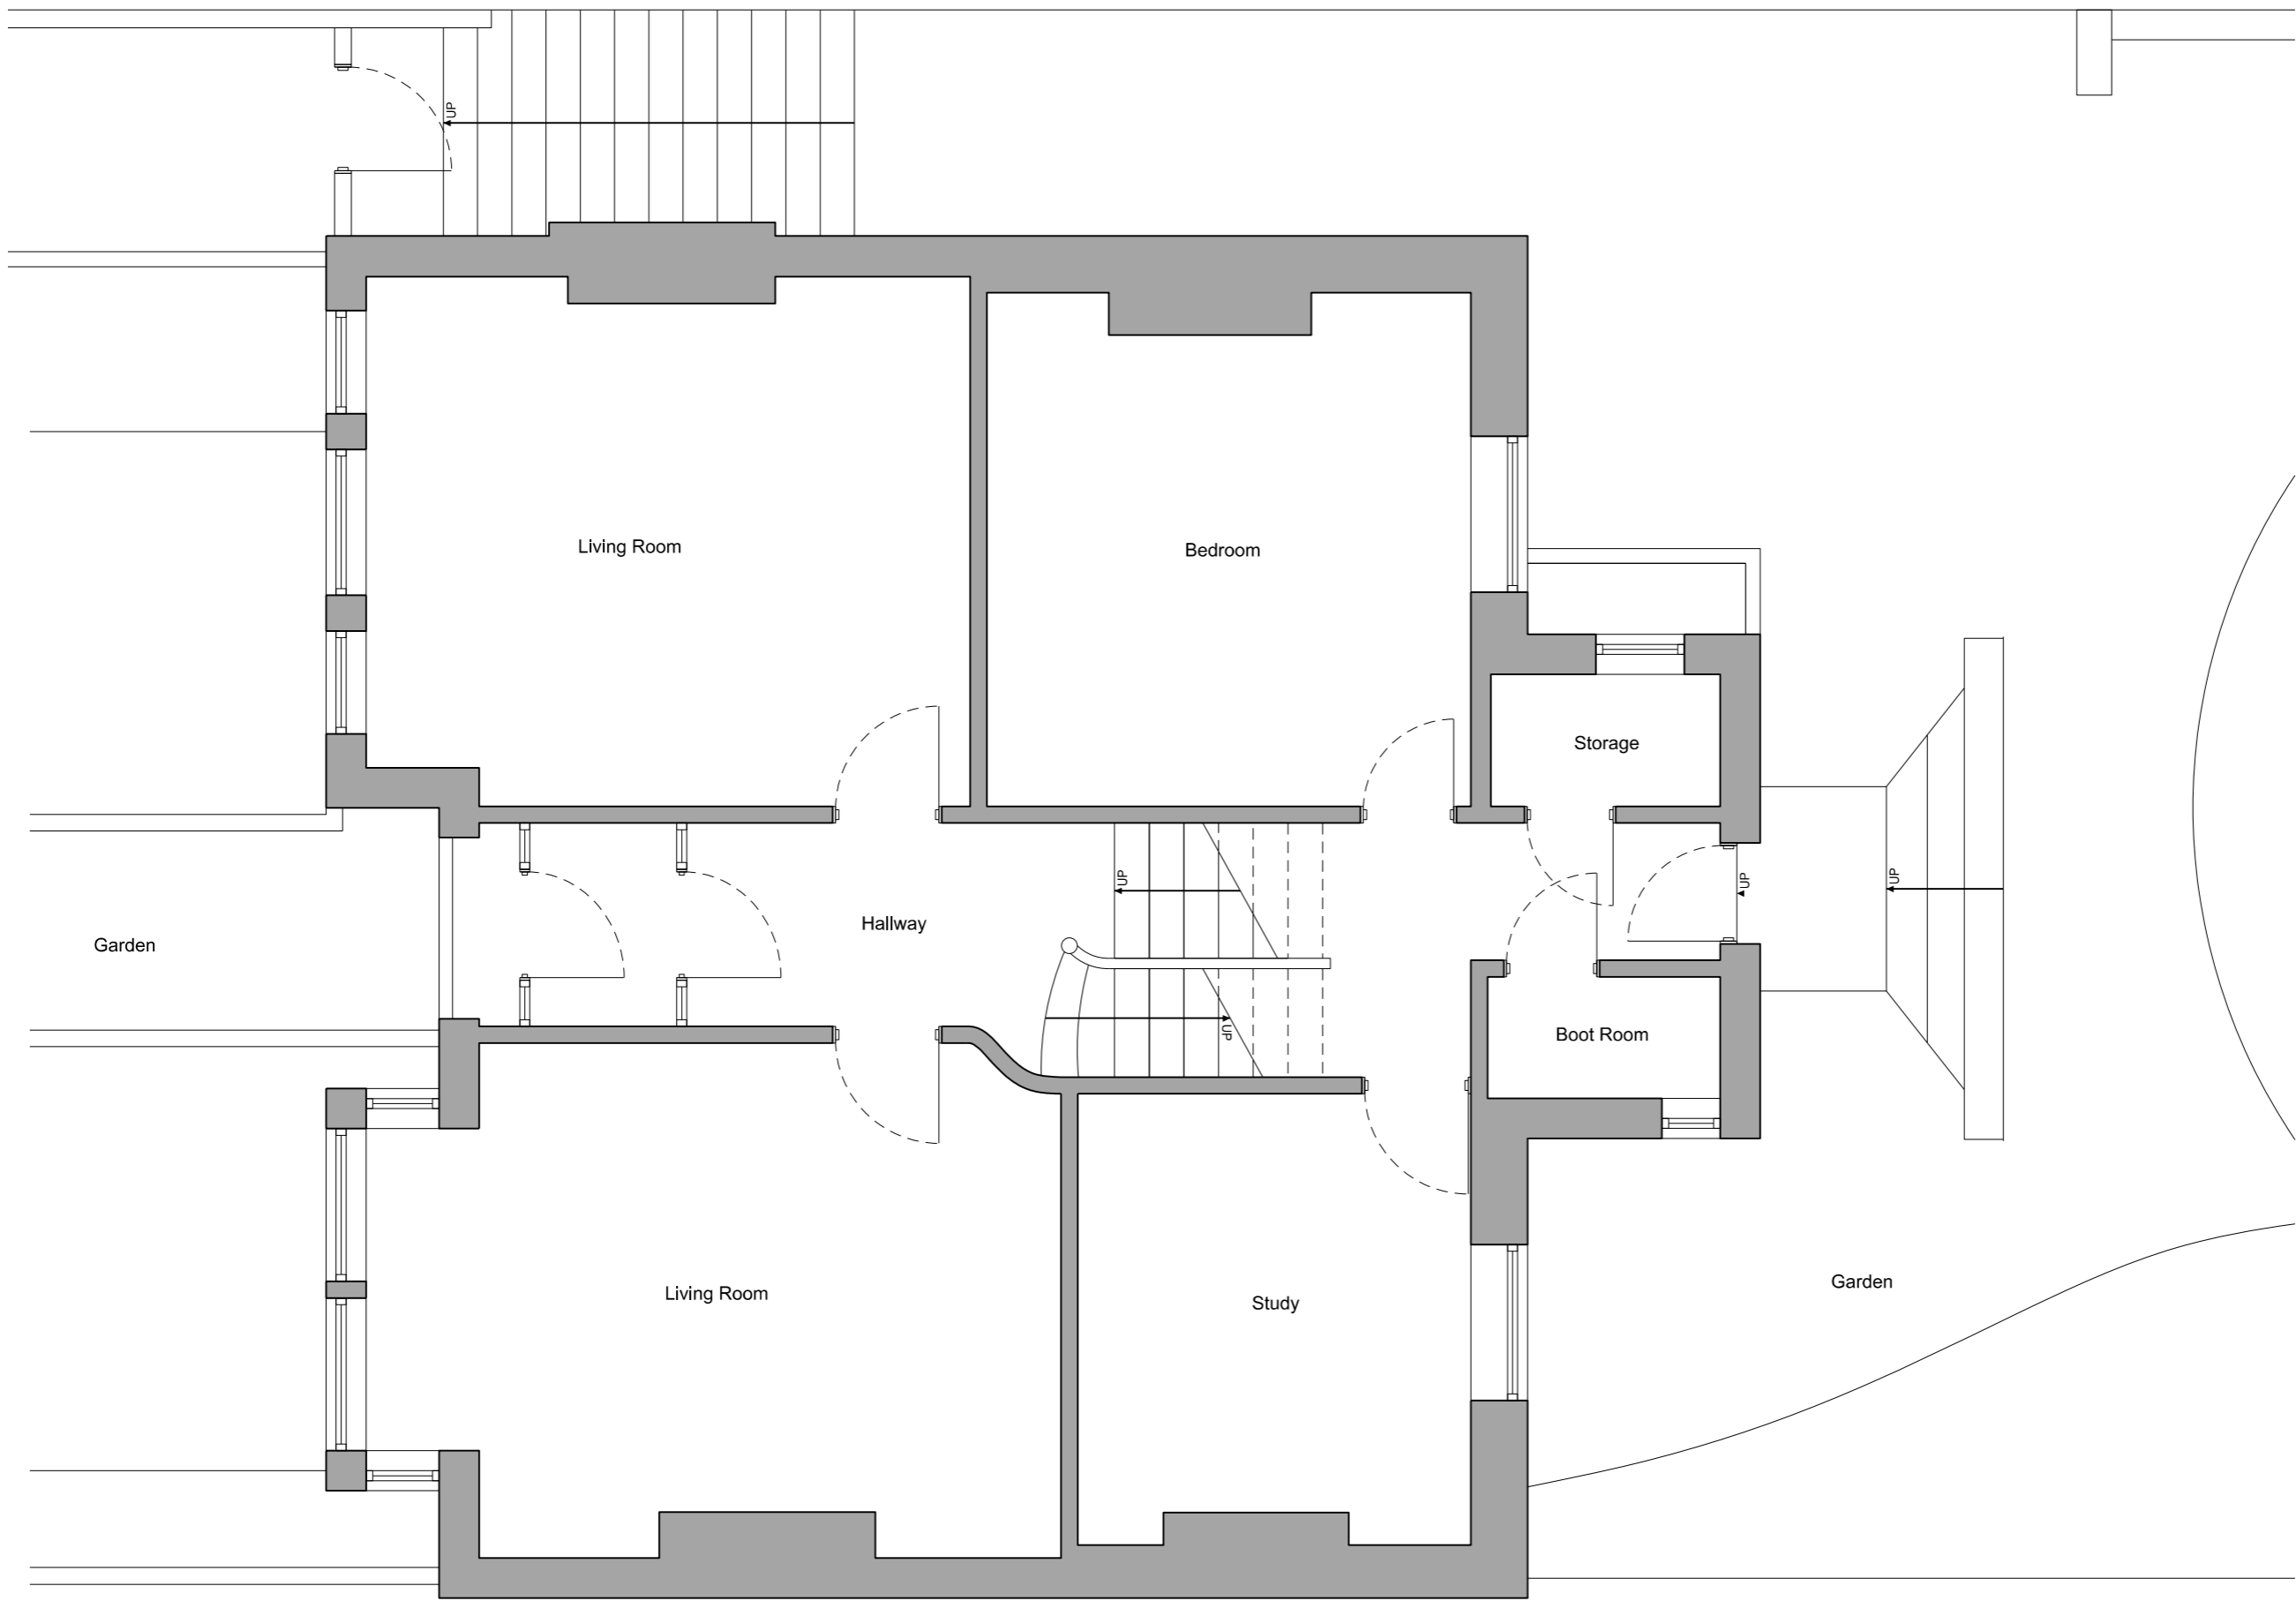 UP
Living Room
Bedroom
Storage
UP
UP
UP
Hallway
Garden
UP
Boot Room
Garden
Living Room
Study